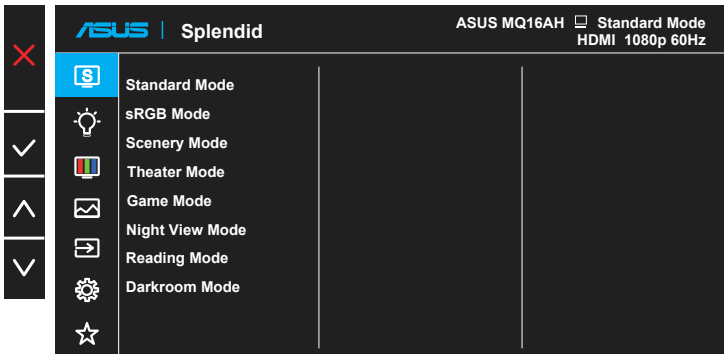 ASUS | Splendid
ASUS MQ16AH Standard Mode
HDMI 1080p 60Hz
S
Standard Mode
sRGB Mode
Scenery Mode
Theater Mode
Game Mode
Night View Mode
Reading Mode
Darkroom Mode